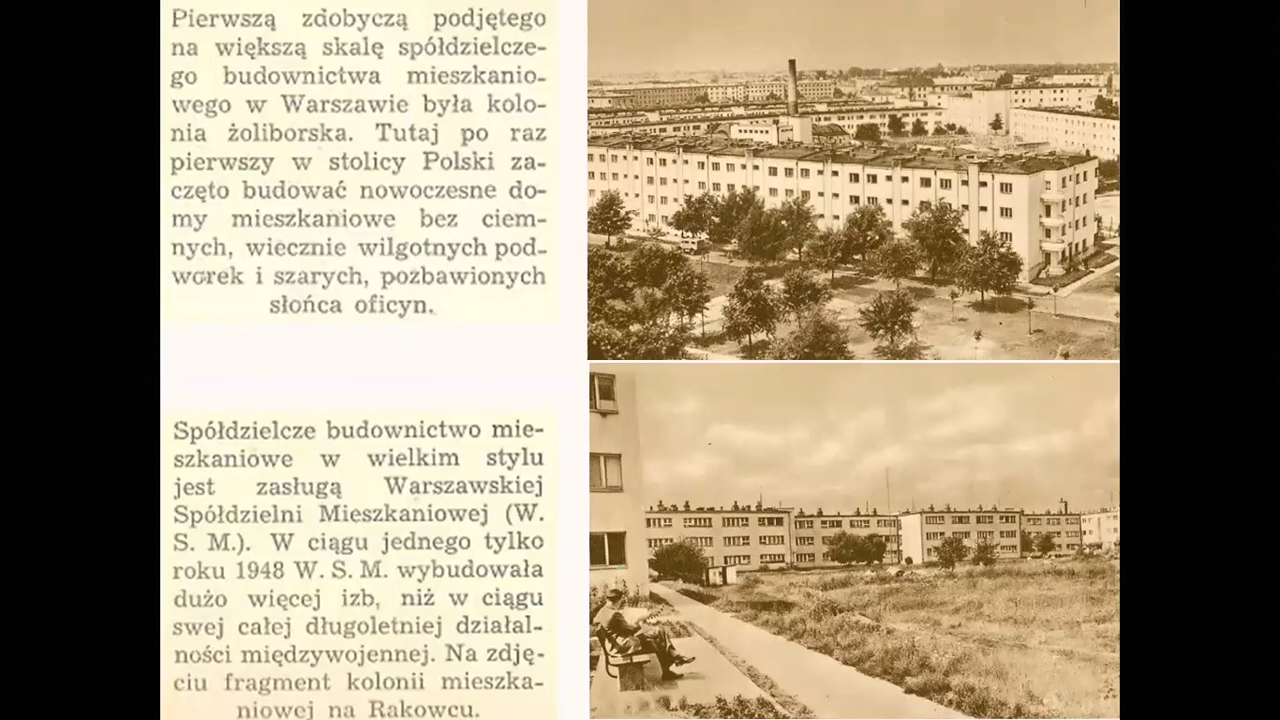 Pierwszą zdobyczą podjętego
na większą skalę spółdzielcze-
go budownictwa mieszkanio-
wego w Warszawie była kolo-
nia żoliborska. Tutaj po raz
pierwszy w stolicy Polski za-
częto budować nowoczesne do-
my mieszkaniowe bez ciem-
nych, wiecznie wilgotnych pod-
wórek i szarych, pozbawionych
słońca oficyn.
Spółdzielcze budownictwo mie-
szkaniowe w wielkim stylu
jest zasługą Warszawskiej
Spółdzielni Mieszkaniowej (W.
S. M.). W ciągu jednego tylko
roku 1948 W. S. M. wybudowała
dużo więcej izb, niż w ciągu
swej całej długoletniej działal-
ności międzywojennej. Na zdję-
ciu fragment kolonii mieszka-
niowej na Rakowcu.